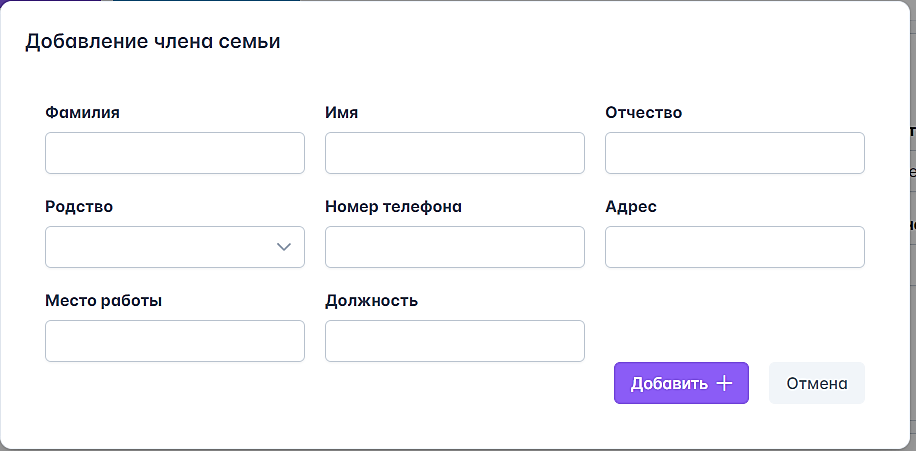 Добавление члена семьи
Фамилия Имя Отчество
Родство Номер телефона Адрес
Место работы Должность
Добавить Отмена